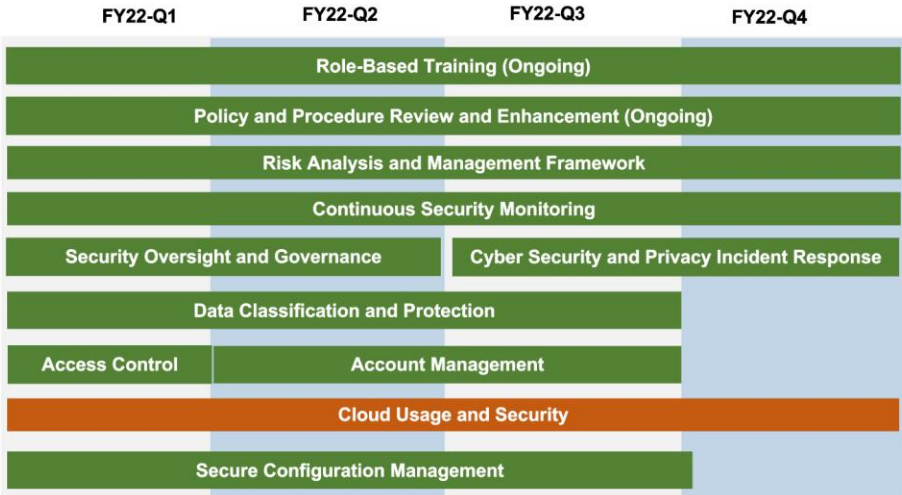 FY22-Q1 FY22-Q2 FY22-Q3 FY22-Q4
Role-Based Training (Ongoing)
Policy and Procedure Review and Enhancement (Ongoing)
Risk Analysis and Management Framework
Continuous Security Monitoring
Security Oversight and Governance Cyber Security and Privacy Incident Response
Data Classification and Protection
Access Control Account Management
Cloud Usage and Security
Secure Configuration Management